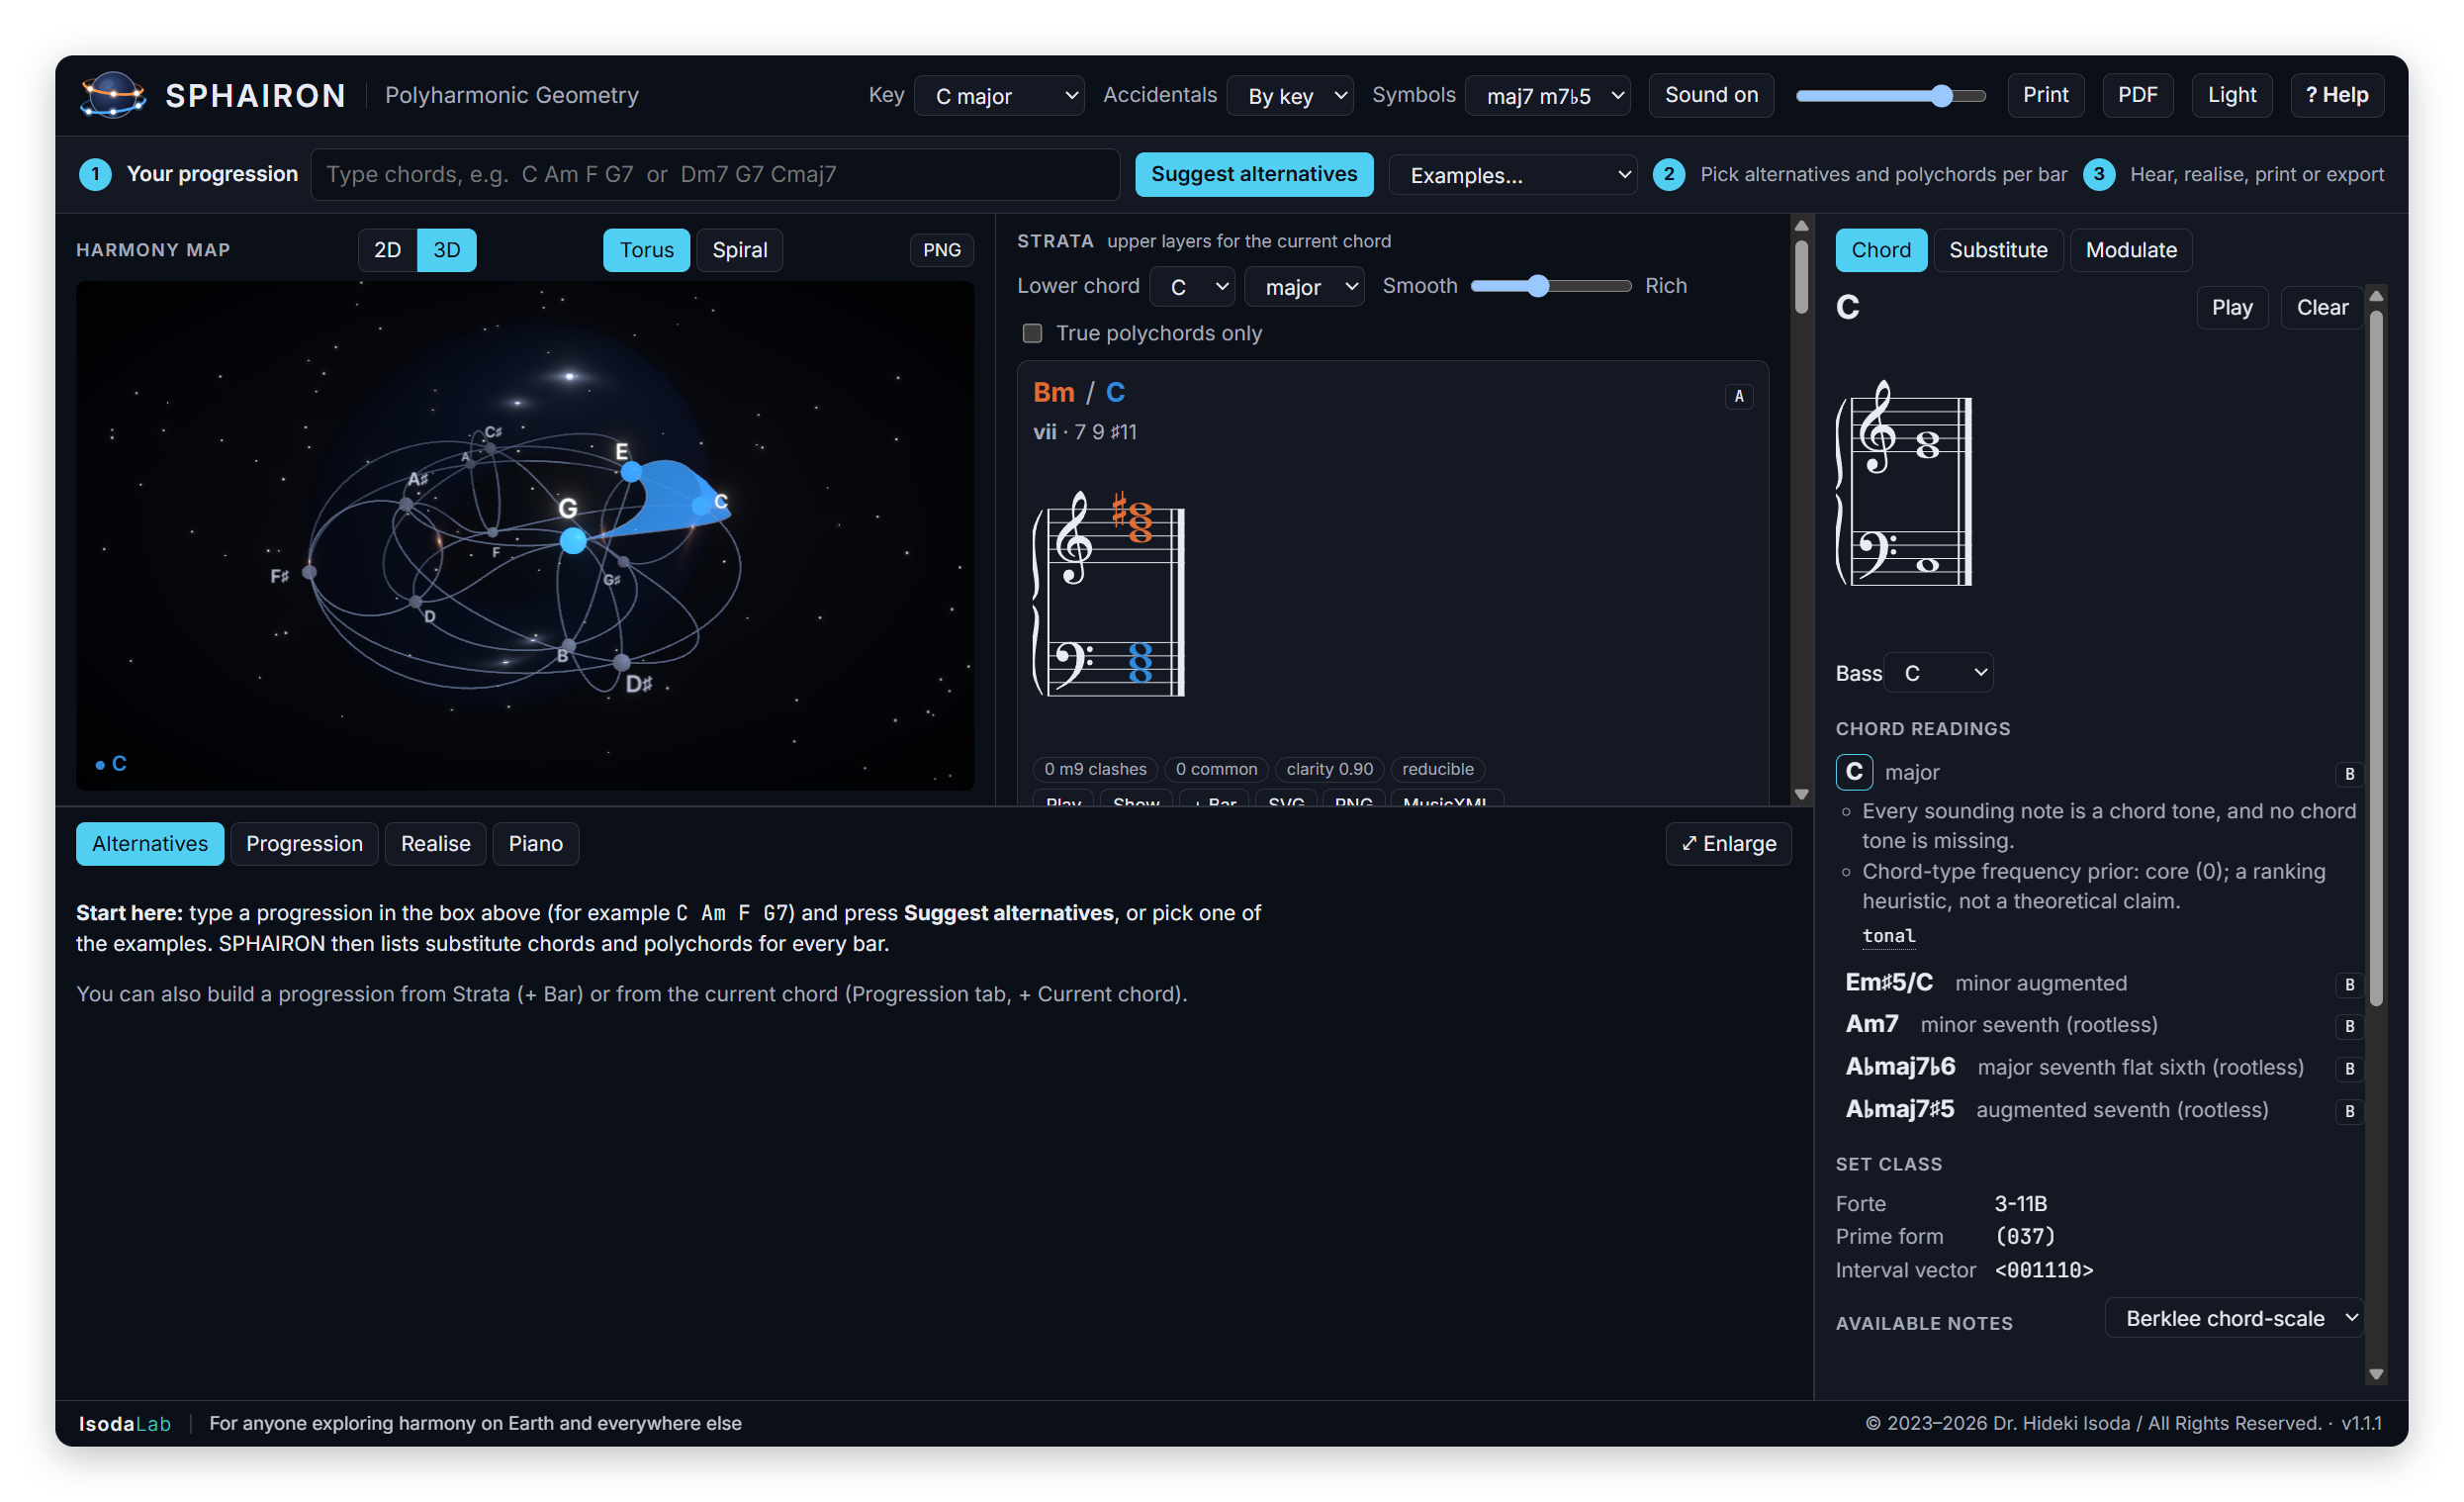 SPHAIRON Polyharmonic Geometry Key C major Accidentals By key Symbols maj7 m7♭5 Sound on Print PDF Light ? Help
1 Your progression Type chords, e.g. C Am F G7 or Dm7 G7 Cmaj7 Suggest alternatives Examples... 2 Pick alternatives and polychords per bar 3 Hear, realise, print or export
HARMONY MAP 2D 3D Torus Spiral PNG
C♯
A
E
A♯
C
G
F
G♯
F♯
D
B
D♯
C
STRATA upper layers for the current chord
Lower chord C major Smooth Rich
True polychords only
Bm / C A
vii · 7 9 ♯11
0 m9 clashes 0 common clarity 0.90 reducible
Play Show + Bar SVG PNG MusicXML
Alternatives Progression Realise Piano ⤢ Enlarge
Start here: type a progression in the box above (for example C Am F G7) and press Suggest alternatives, or pick one of
the examples. SPHAIRON then lists substitute chords and polychords for every bar.
You can also build a progression from Strata (+ Bar) or from the current chord (Progression tab, + Current chord).
Chord Substitute Modulate
C Play Clear
Bass C
CHORD READINGS
C major B
Every sounding note is a chord tone, and no chord
tone is missing.
Chord-type frequency prior: core (0); a ranking
heuristic, not a theoretical claim.
tonal
Em♯5/C minor augmented B
Am7 minor seventh (rootless) B
A♭maj7♭6 major seventh flat sixth (rootless) B
A♭maj7♯5 augmented seventh (rootless) B
SET CLASS
Forte 3-11B
Prime form (037)
Interval vector <001110>
AVAILABLE NOTES Berklee chord-scale
IsodaLab For anyone exploring harmony on Earth and everywhere else © 2023–2026 Dr. Hideki Isoda / All Rights Reserved. · v1.1.1